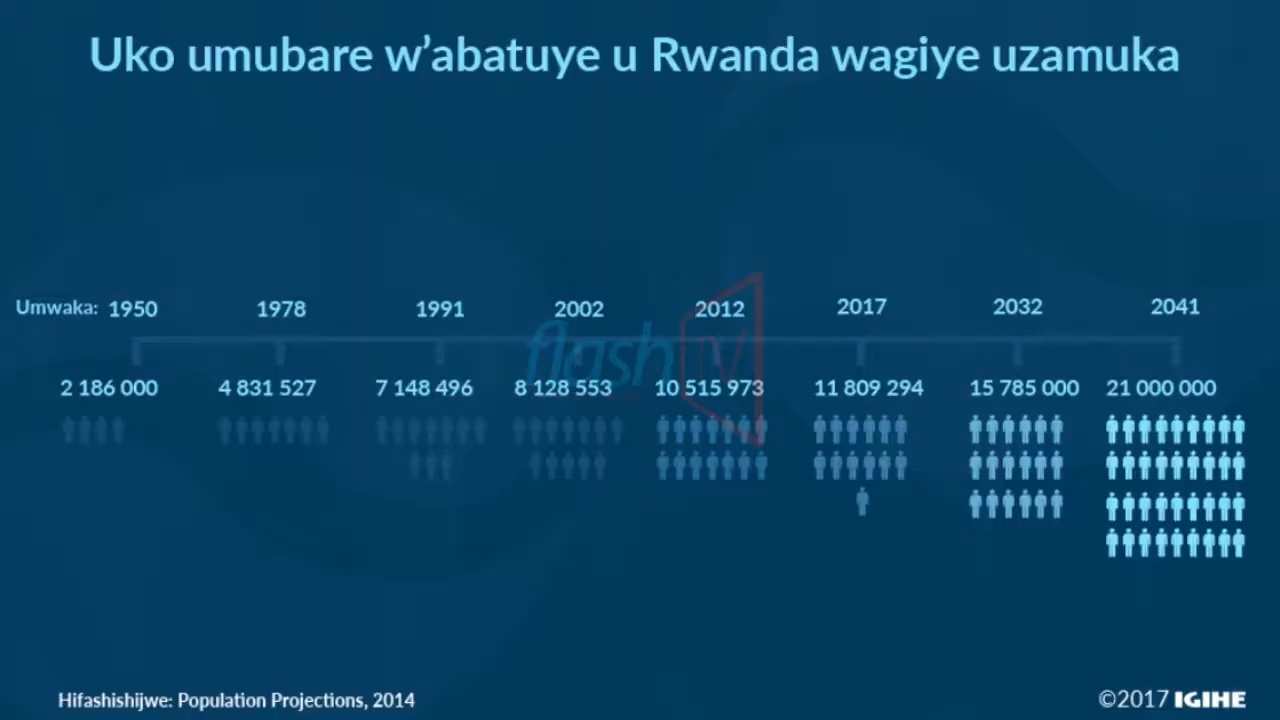 Uko umubare w’abatuye u Rwanda wagiye uzamuka
Umwaka: 1950 1978 1991 2002 2012 2017 2032 2041
2 186 000 4 831 527 7 148 496 8 128 553 10 515 973 11 809 294 15 785 000 21 000 000
flash TV
Hifashishijwe: Population Projections, 2014
©2017 IGIHE